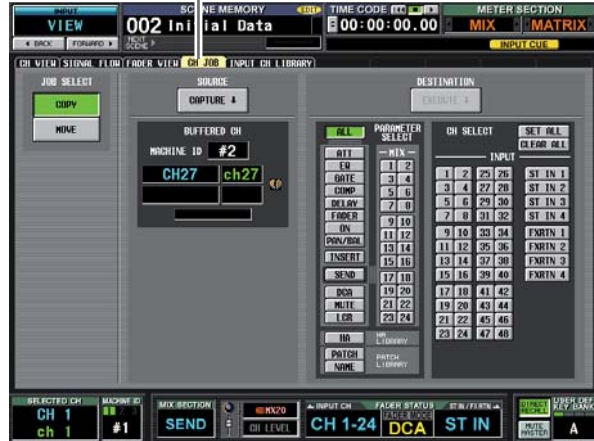 INPUT
VIEW
◀ BACK FORWARD ▶
SCENE MEMORY
EDIT
002 Initial Data
NEXT SCENE
TIME CODE
00:00:00.00
METER SECTION
MIX
MATRIX
INPUT CUE
CH VIEW SIGNAL FLOW FADER VIEW CH JOB INPUT CH LIBRARY
JOB SELECT
COPY
MOVE
SOURCE
CAPTURE
BUFFERED CH
MACHINE ID #2
CH27 ch27
DESTINATION
EXECUTE
ALL
PARAMETER SELECT
ATT
EQ
GATE
COMP
DELAY
FADER
ON
PAN/BAL
INSERT
SEND
DCA
MUTE
LCR
HA
HA LIBRARY
PATCH
NAME
PATCH LIBRARY
MIX
1 2
3 4
5 6
7 8
9 10
11 12
13 14
15 16
17 18
19 20
21 22
23 24
CH SELECT
SET ALL
CLEAR ALL
INPUT
1 2 25 26 ST IN 1
3 4 27 28 ST IN 2
5 6 29 30 ST IN 3
7 8 31 32 ST IN 4
9 10 33 34 FXRTN 1
11 12 35 36 FXRTN 2
13 14 37 38 FXRTN 3
15 16 39 40 FXRTN 4
17 18 41 42
19 20 43 44
21 22 45 46
23 24 47 48
SELECTED CH
CH 1
ch 1
MACHINE ID
#1
MIX SECTION
SEND
MX20
CH LEVEL
INPUT CH
CH 1-24
FADER STATUS
FADER MODE
DCA
ST IN/FXRTN
ST IN
DIRECT RECALL
MUTE MASTER
USER DEF KEY BANK
A